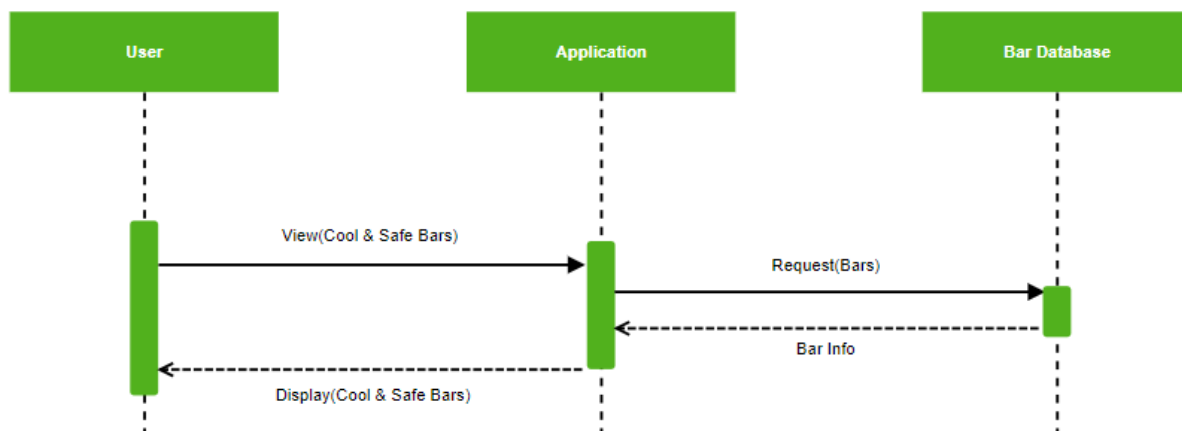 User
Application
Bar Database
View(Cool & Safe Bars)
Request(Bars)
Bar Info
Display(Cool & Safe Bars)